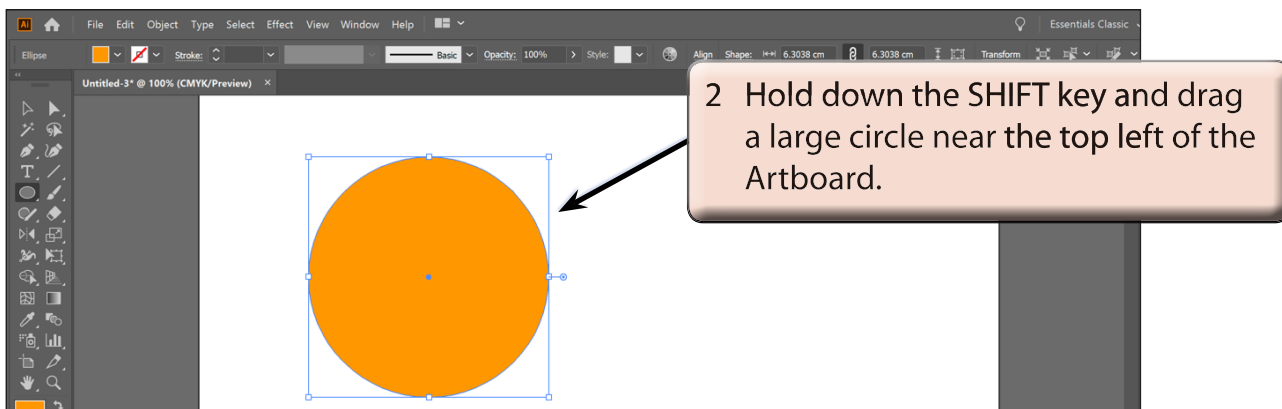 Ai File Edit Object Type Select Effect View Window Help Essentials Classic
Ellipse Stroke: Basic Opacity: 100% Style: Align Shape: 6.3038 cm 6.3038 cm Transform
Untitled-3* @ 100% (CMYK/Preview) ×
2 Hold down the SHIFT key and drag
a large circle near the top left of the
Artboard.